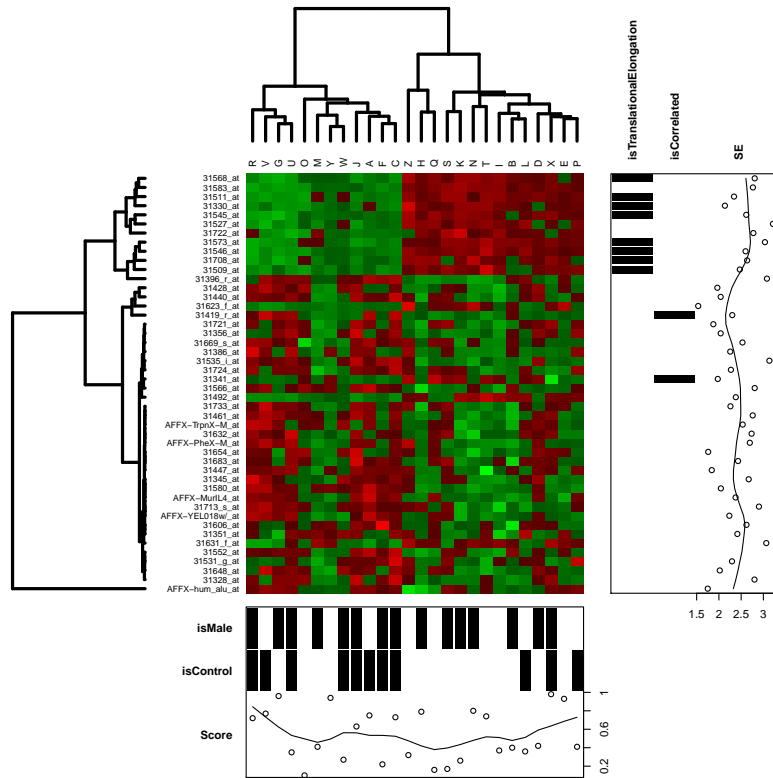 isTranslationalElongation
isCorrelated
SE
R V G U O M Y W J A F C Z H Q S K N T I B L D X E P
31568_at
31583_at
31511_at
31330_at
31545_at
31527_at
31722_at
31573_at
31546_at
31708_at
31509_at
31396_r_at
31428_at
31440_at
31623_f_at
31419_r_at
31721_at
31356_at
31669_s_at
31386_at
31535_i_at
31724_at
31341_at
31566_at
31492_at
31733_at
31461_at
AFFX−TrpnX−M_at
31632_at
AFFX−PheX−M_at
31654_at
31683_at
31447_at
31345_at
31580_at
AFFX−MurIL4_at
31713_s_at
AFFX−YEL018w/_at
31606_at
31351_at
31631_f_at
31552_at
31531_g_at
31648_at
31328_at
AFFX−hum_alu_at
1.5 2 2.5 3
isMale
isControl
Score
0.2 0.6 1